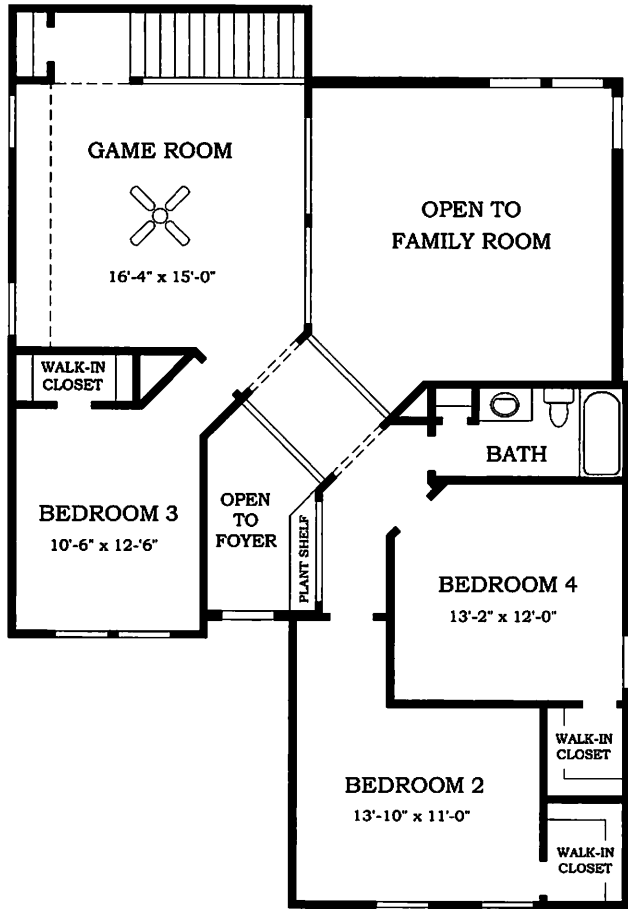 GAME ROOM
16'-4" x 15'-0"
OPEN TO
FAMILY ROOM
WALK-IN
CLOSET
BATH
BEDROOM 3
10'-6" x 12-'6"
OPEN
TO
FOYER
PLANT SHELF
BEDROOM 4
13'-2" x 12'-0"
WALK-IN
CLOSET
BEDROOM 2
13'-10" x 11'-0"
WALK-IN
CLOSET